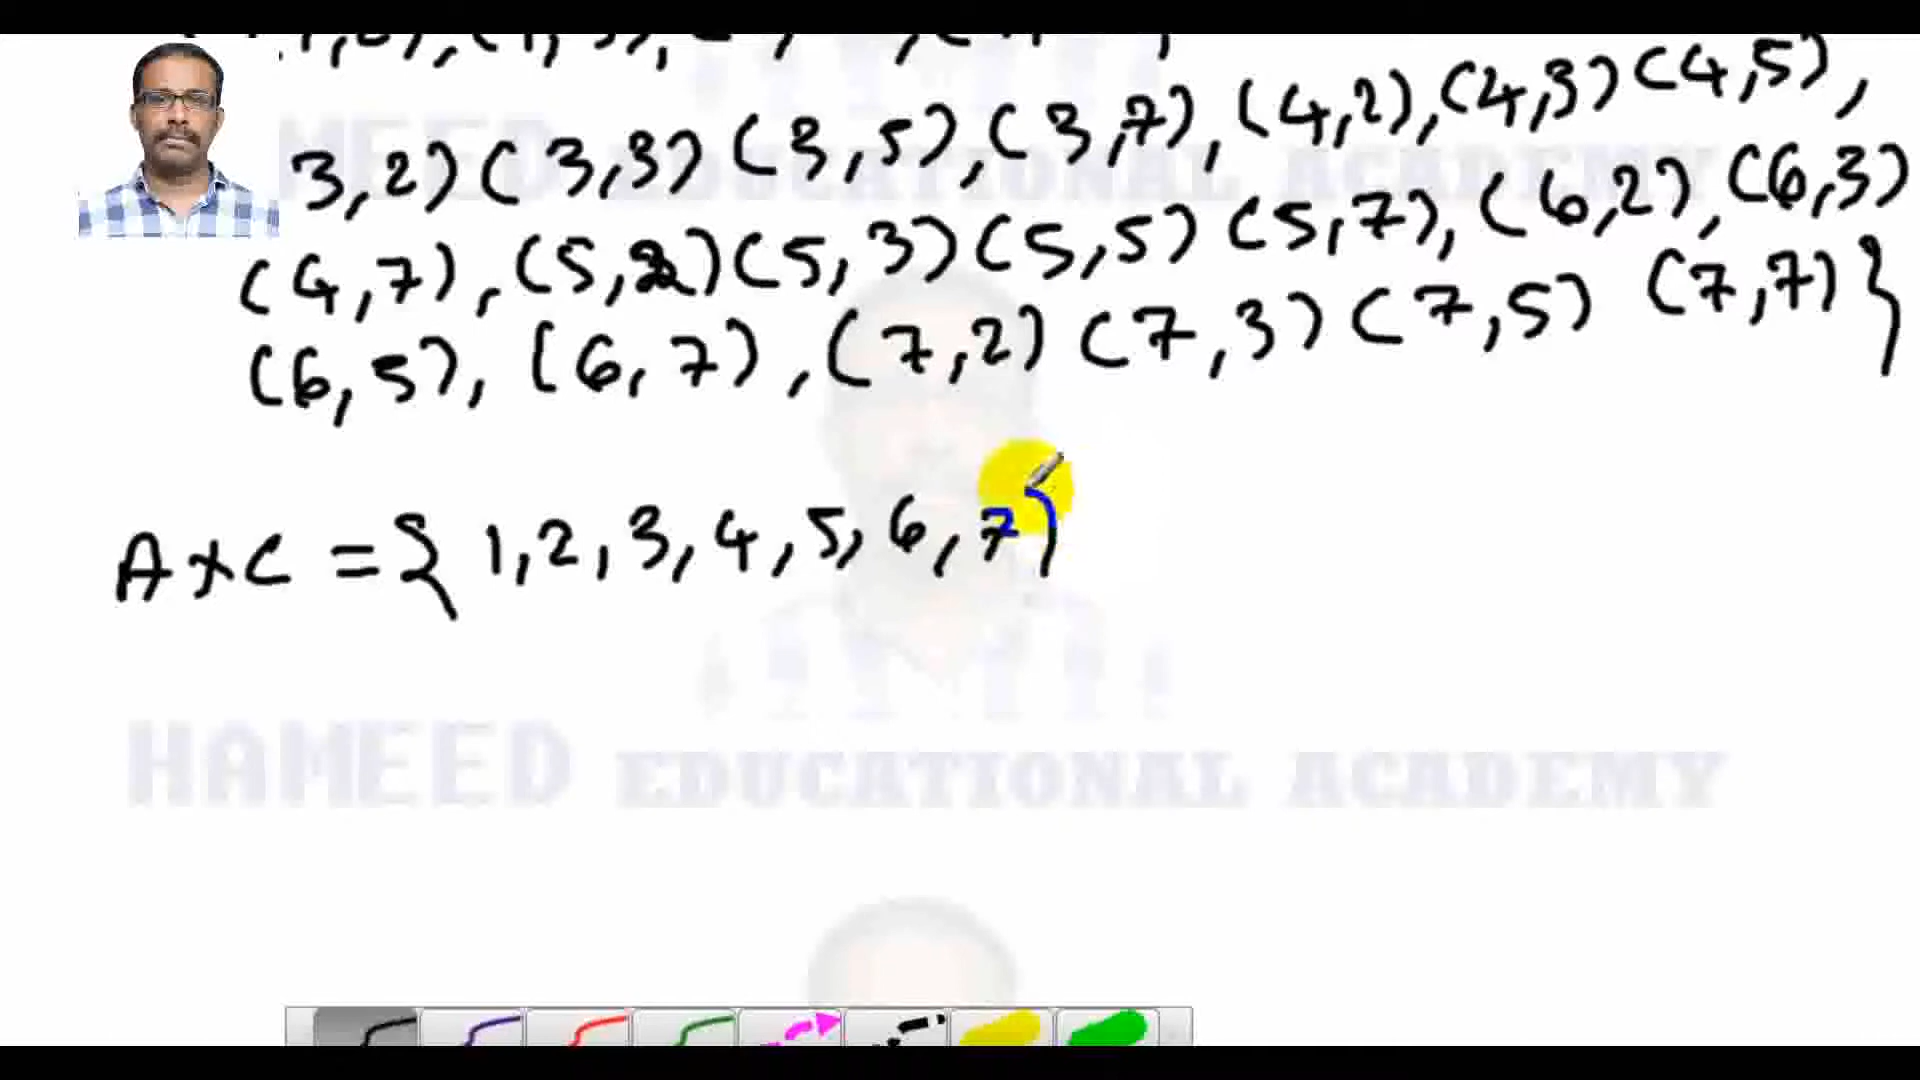 3,2) (3,3) (3,5), (3,7), (4,2), (4,3) (4,5),
(4,7), (5,2) (5,3) (5,5) (5,7), (6,2), (6,3)
(6,5), (6,7), (7,2) (7,3) (7,5) (7,7)}
A×C = { 1,2,3,4,5,6,7)
HAMEED EDUCATIONAL ACADEMY